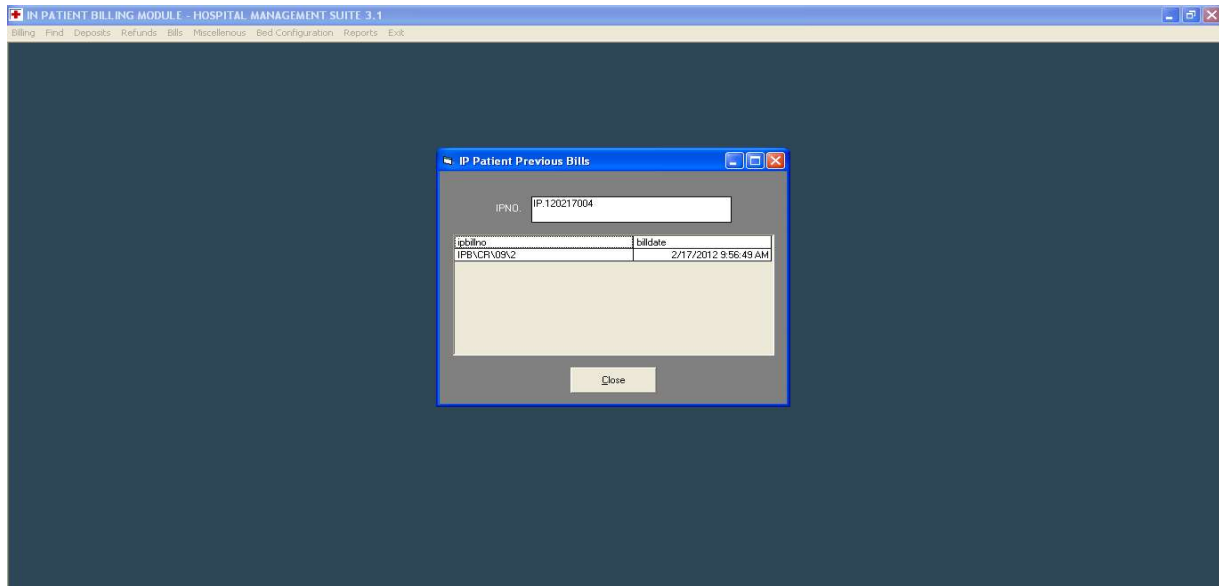 IN PATIENT BILLING MODULE - HOSPITAL MANAGEMENT SUITE 3.1
Billing Find Deposits Refunds Bills Miscellenous Bed Configuration Reports Exit
IP Patient Previous Bills
IPNO. IP.120217004
ipbillno billdate
IPB\CR\09\2 2/17/2012 9:56:49 AM
Close